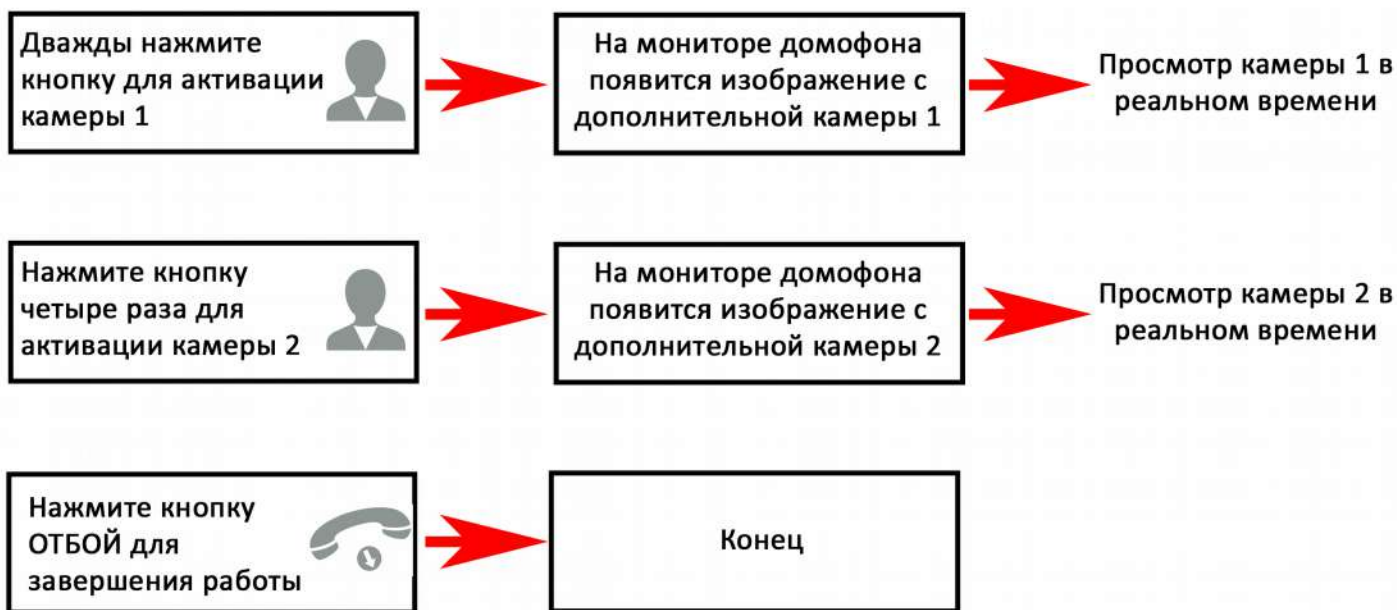 Дважды нажмите
кнопку для активации
камеры 1
На мониторе домофона
появится изображение с
дополнительной камеры 1
Просмотр камеры 1 в
реальном времени
Нажмите кнопку
четыре раза для
активации камеры 2
На мониторе домофона
появится изображение с
дополнительной камеры 2
Просмотр камеры 2 в
реальном времени
Нажмите кнопку
ОТБОЙ для
завершения работы
Конец